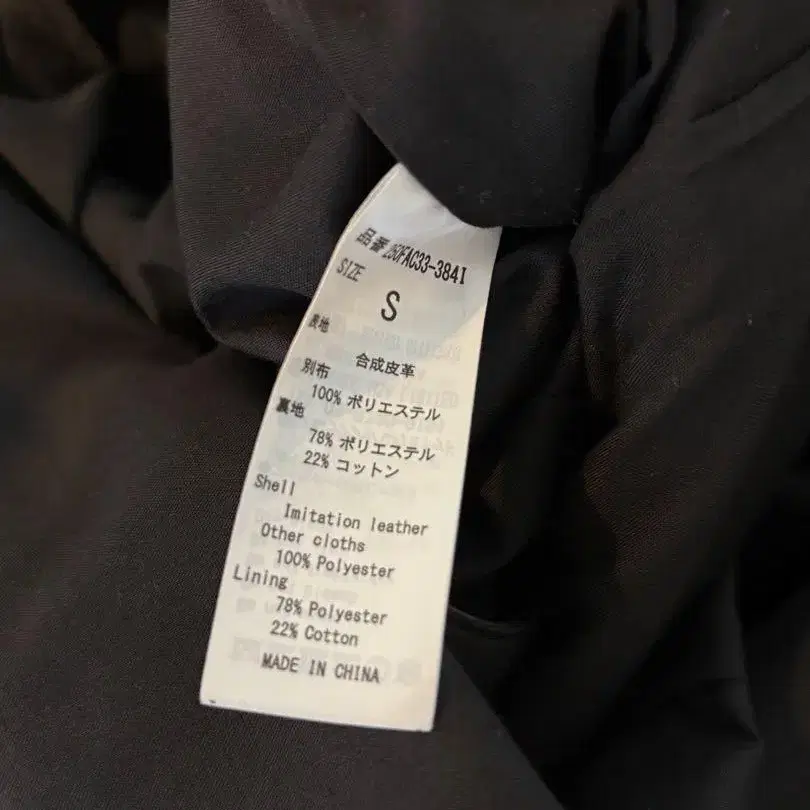 品番 250FAC33-384I
SIZE
S
表地
合成皮革
別布
100% ポリエステル
裏地
78% ポリエステル
22% コットン
Shell
Imitation leather
Other cloths
100% Polyester
Lining
78% Polyester
22% Cotton
MADE IN CHINA